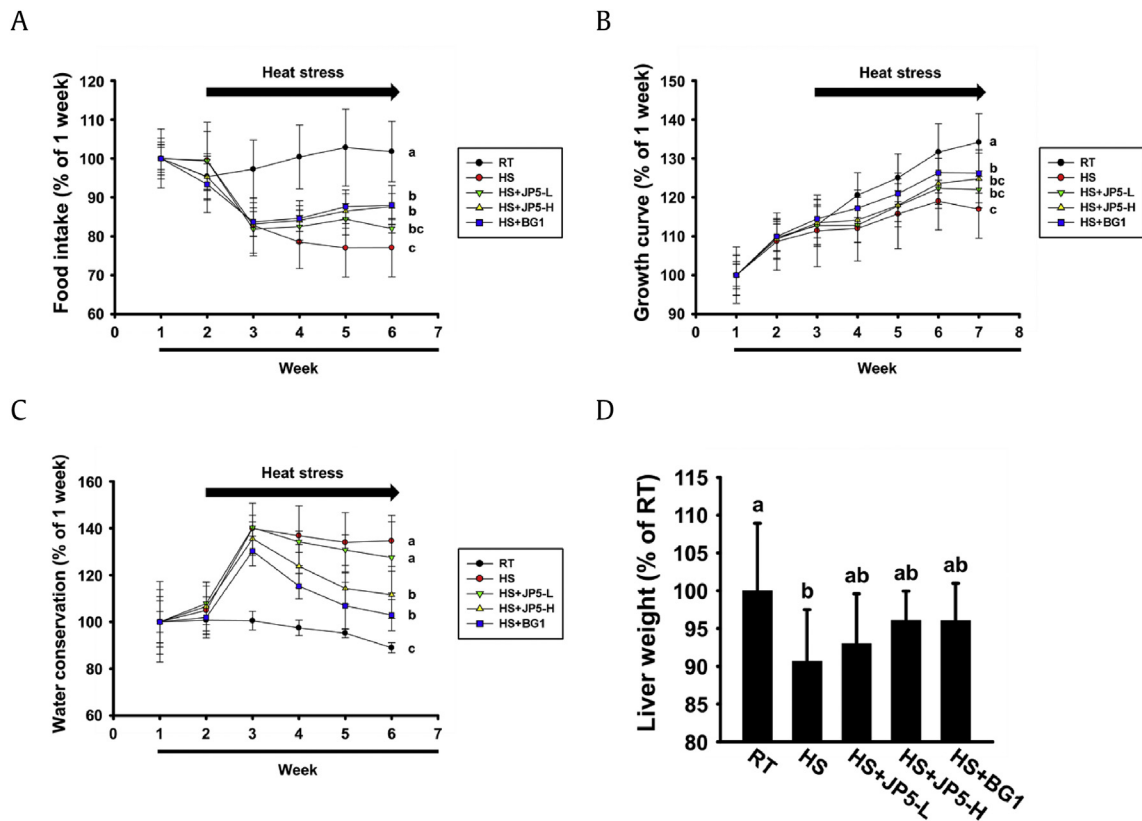 A
Heat stress
Food intake (% of 1 week)
120
110
100
90
80
70
60
a
b
b
bc
c
0 1 2 3 4 5 6 7
Week
RT
HS
HS+JP5-L
HS+JP5-H
HS+BG1
B
Heat stress
Growth curve (% of 1 week)
150
140
130
120
110
100
90
a
b
bc
bc
c
0 1 2 3 4 5 6 7 8
Week
RT
HS
HS+JP5-L
HS+JP5-H
HS+BG1
C
Heat stress
Water conservation (% of 1 week)
160
140
120
100
80
60
a
a
b
b
c
0 1 2 3 4 5 6 7
Week
RT
HS
HS+JP5-L
HS+JP5-H
HS+BG1
D
Liver weight (% of RT)
115
110
105
100
95
90
85
80
a b ab ab ab
RT HS HS+JP5-L HS+JP5-H HS+BG1